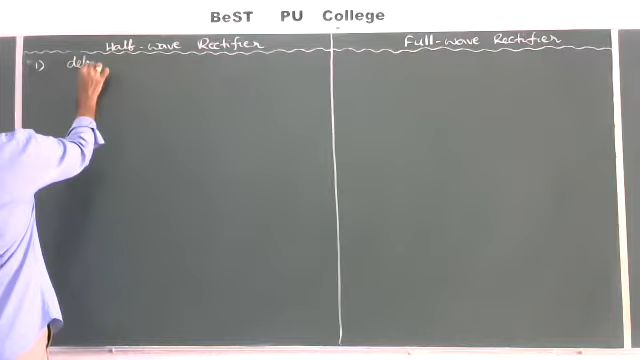 BeST PU College
Half-wave Rectifier
Full-wave Rectifier
1)